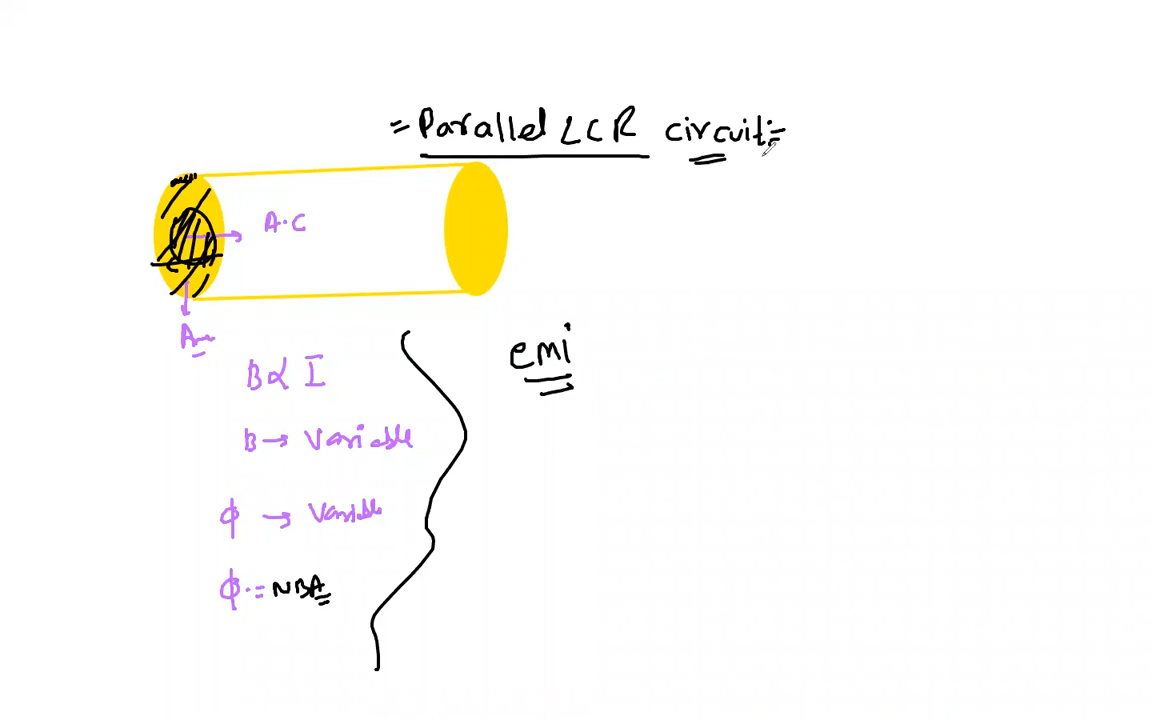 = Parallel LCR circuit:=
A.C
A
emi
B ∝ I
B → Variable
ϕ → Variable
ϕ = NBA